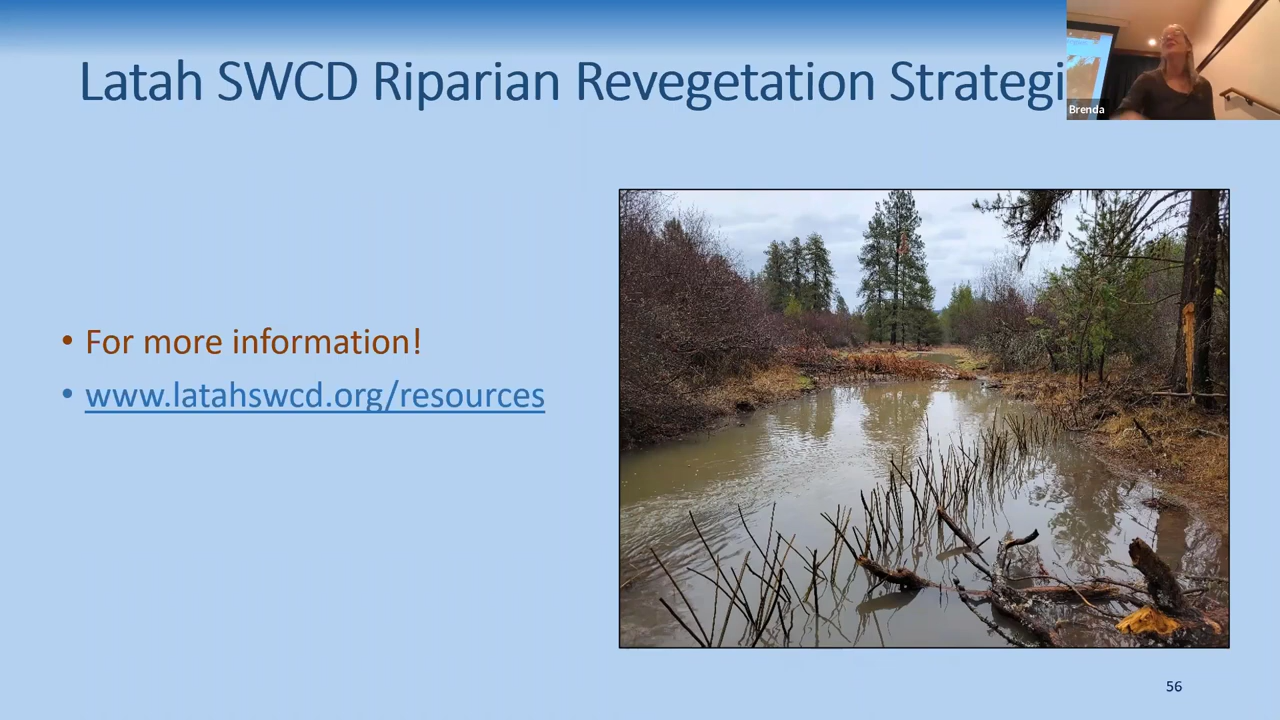 Latah SWCD Riparian Revegetation Strategi
Brenda
• For more information!
• www.latahswcd.org/resources
56